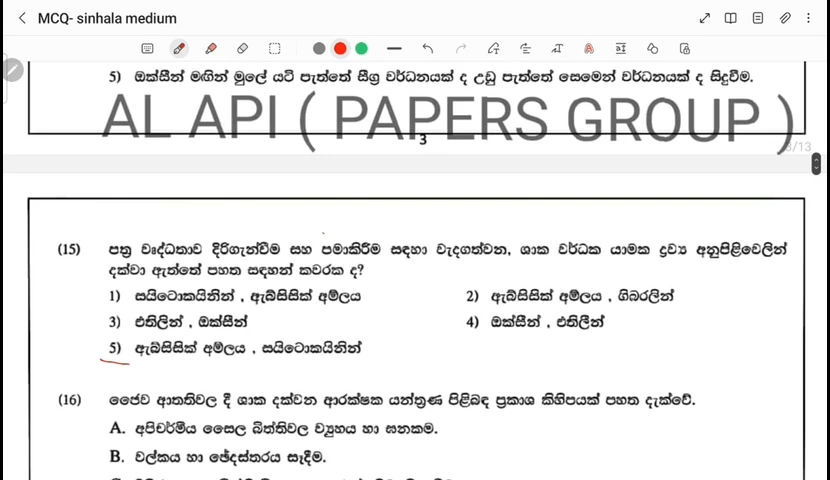 MCQ- sinhala medium
5) ඔක්සීන් මඟින් මුලේ යටි පැත්තේ සීග්‍ර වර්ධනයක් ද උඩු පැත්තේ සෙමෙන් වර්ධනයක් ද සිදුවීම.
AL API ( PAPERS GROUP )
3
3/13
(15) පත්‍ර වෘද්ධතාව දිරිගැන්වීම සහ පමාකිරීම සඳහා වැදගත්වන, ශාක වර්ධක යාමක ද්‍රව්‍ය අනුපිළිවෙලින්
දක්වා ඇත්තේ පහත සඳහන් කවරක ද?
1) සයිටොකයිනින් , ඇබ්සිසික් අම්ලය 2) ඇබ්සිසික් අම්ලය , ගිබරලින්
3) එතිලින් , ඔක්සීන් 4) ඔක්සීන් , එතිලීන්
5) ඇබ්සිසික් අම්ලය , සයිටොකයිනින්
(16) ජෛව ආතතිවල දී ශාක දක්වන ආරක්ෂක යන්ත්‍රණ පිළිබඳ ප්‍රකාශ කිහිපයක් පහත දැක්වේ.
A. අපිචර්මීය සෛල බිත්තිවල ව්‍යුහය හා ඝනකම.
B. වල්කය හා ඡේදස්තරය සෑදීම.